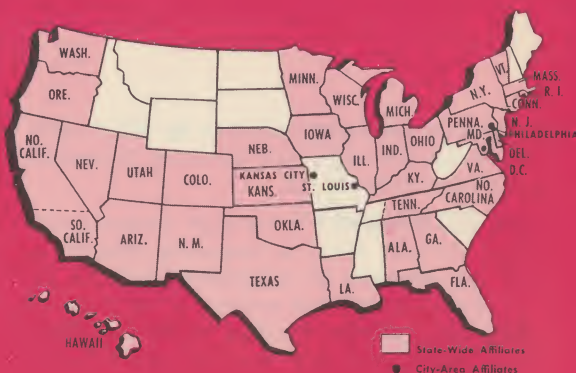 WASH.
ORE.
NO.
CALIF.
NEV.
SO.
CALIF.
UTAH
ARIZ.
COLO.
N. M.
NEB.
KANSAS CITY
KANS.
OKLA.
TEXAS
MINN.
IOWA
ST. LOUIS
LA.
WISC.
ILL.
MICH.
IND.
OHIO
KY.
TENN.
ALA.
GA.
FLA.
NO.
CAROLINA
VA.
PENNA.
MD.
N.Y.
VT.
MASS.
R. I.
CONN.
N. J.
PHILADELPHIA
DEL.
D.C.
HAWAII
State-Wide Affiliates
City-Area Affiliates